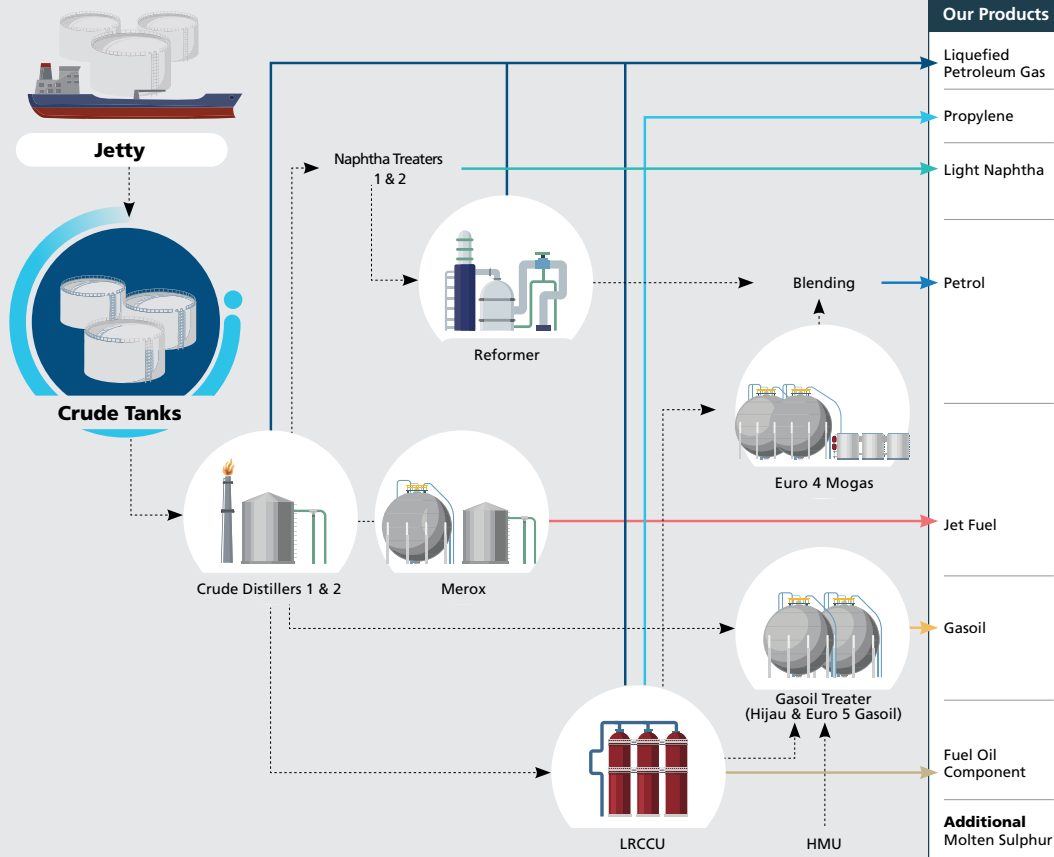 Our Products
Jetty
Crude Tanks
Naphtha Treaters
1 & 2
Reformer
Blending
Euro 4 Mogas
Crude Distillers 1 & 2
Merox
Gasoil Treater
(Hijau & Euro 5 Gasoil)
LRCCU
HMU
Liquefied
Petroleum Gas
Propylene
Light Naphtha
Petrol
Jet Fuel
Gasoil
Fuel Oil
Component
Additional
Molten Sulphur